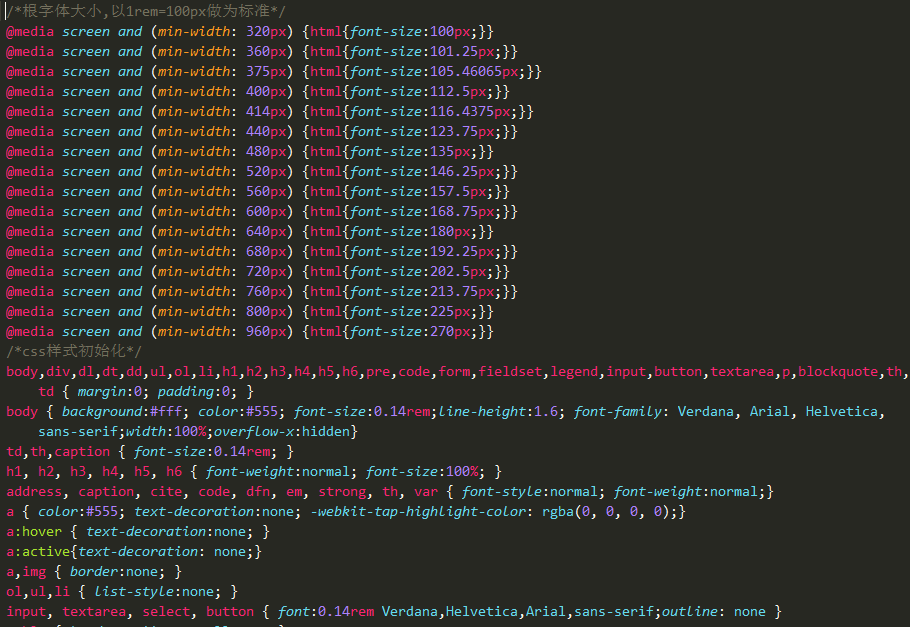 /*根字体大小,以1rem=100px做为标准*/
@media screen and (min-width: 320px) {html{font-size:100px;}}
@media screen and (min-width: 360px) {html{font-size:101.25px;}}
@media screen and (min-width: 375px) {html{font-size:105.46065px;}}
@media screen and (min-width: 400px) {html{font-size:112.5px;}}
@media screen and (min-width: 414px) {html{font-size:116.4375px;}}
@media screen and (min-width: 440px) {html{font-size:123.75px;}}
@media screen and (min-width: 480px) {html{font-size:135px;}}
@media screen and (min-width: 520px) {html{font-size:146.25px;}}
@media screen and (min-width: 560px) {html{font-size:157.5px;}}
@media screen and (min-width: 600px) {html{font-size:168.75px;}}
@media screen and (min-width: 640px) {html{font-size:180px;}}
@media screen and (min-width: 680px) {html{font-size:192.25px;}}
@media screen and (min-width: 720px) {html{font-size:202.5px;}}
@media screen and (min-width: 760px) {html{font-size:213.75px;}}
@media screen and (min-width: 800px) {html{font-size:225px;}}
@media screen and (min-width: 960px) {html{font-size:270px;}}
/*css样式初始化*/
body,div,dl,dt,dd,ul,ol,li,h1,h2,h3,h4,h5,h6,pre,code,form,fieldset,legend,input,button,textarea,p,blockquote,th,
td { margin:0; padding:0; }
body { background:#fff; color:#555; font-size:0.14rem;line-height:1.6; font-family: Verdana, Arial, Helvetica,
sans-serif;width:100%;overflow-x:hidden}
td,th,caption { font-size:0.14rem; }
h1, h2, h3, h4, h5, h6 { font-weight:normal; font-size:100%; }
address, caption, cite, code, dfn, em, strong, th, var { font-style:normal; font-weight:normal;}
a { color:#555; text-decoration:none; -webkit-tap-highlight-color: rgba(0, 0, 0, 0);}
a:hover { text-decoration:none; }
a:active{text-decoration: none;}
a,img { border:none; }
ol,ul,li { list-style:none; }
input, textarea, select, button { font:0.14rem Verdana,Helvetica,Arial,sans-serif;outline: none }